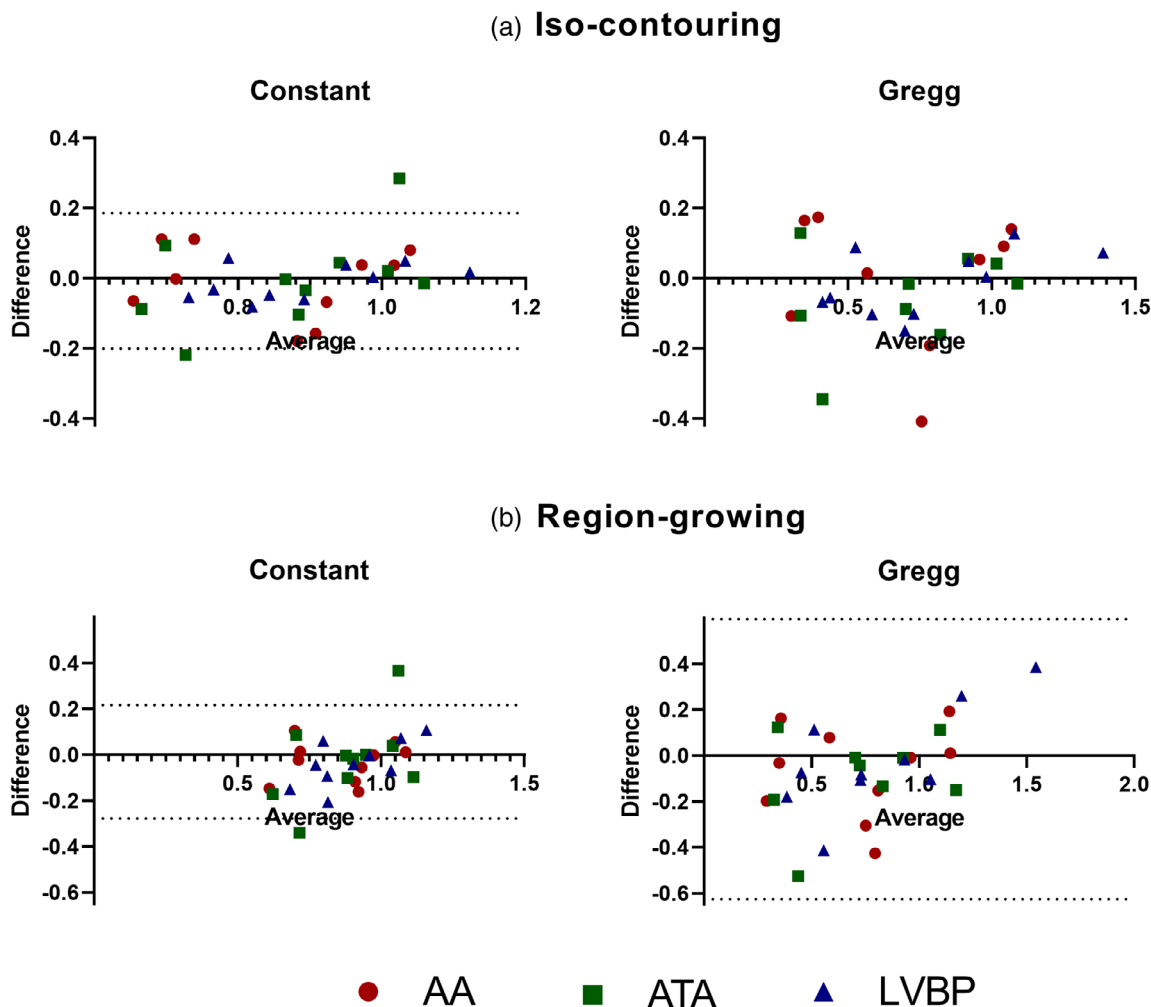 (a) Iso-contouring
Constant
Gregg
0.4
0.2
0.0
-0.2
-0.4
Difference
0.8
1.0
1.2
Average
0.4
0.2
0.0
-0.2
-0.4
Difference
0.5
1.0
1.5
Average
(b) Region-growing
Constant
Gregg
0.4
0.2
0.0
-0.2
-0.4
-0.6
Difference
0.5
1.0
1.5
Average
0.4
0.2
0.0
-0.2
-0.4
-0.6
Difference
0.5
1.0
1.5
2.0
Average
AA
ATA
LVBP